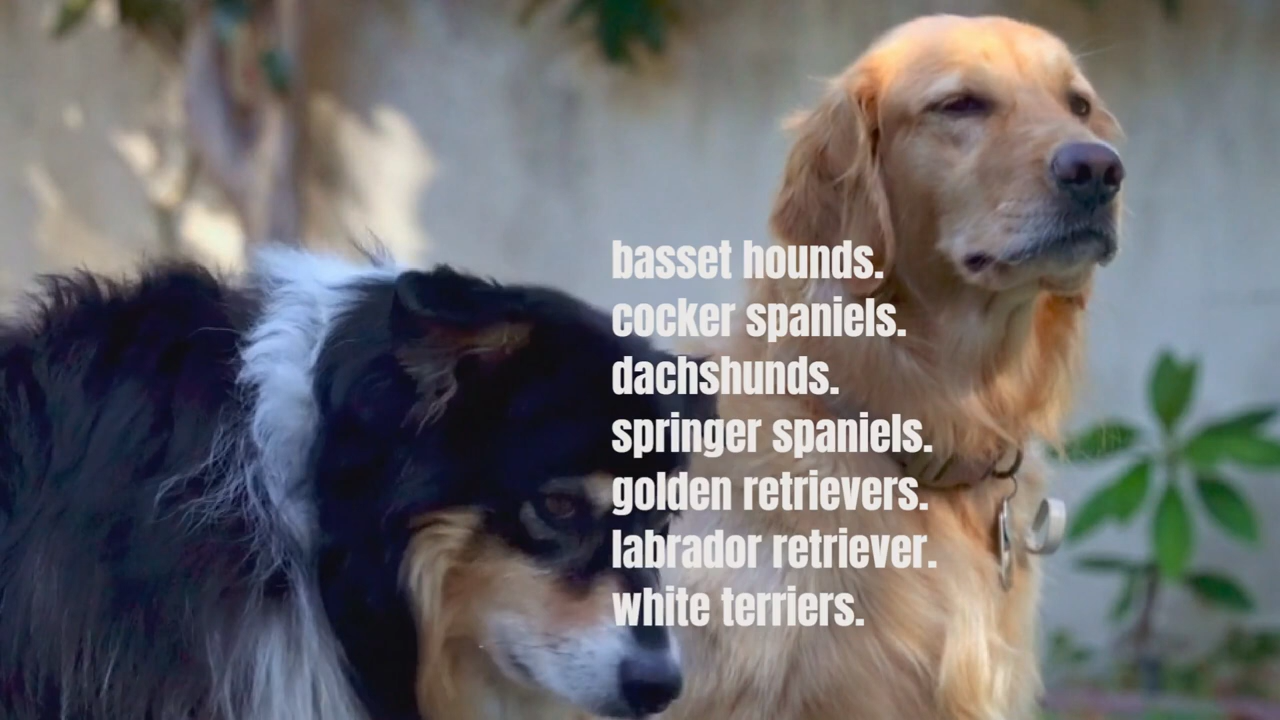 basset hounds.
cocker spaniels.
dachshunds.
springer spaniels.
golden retrievers.
labrador retriever.
white terriers.